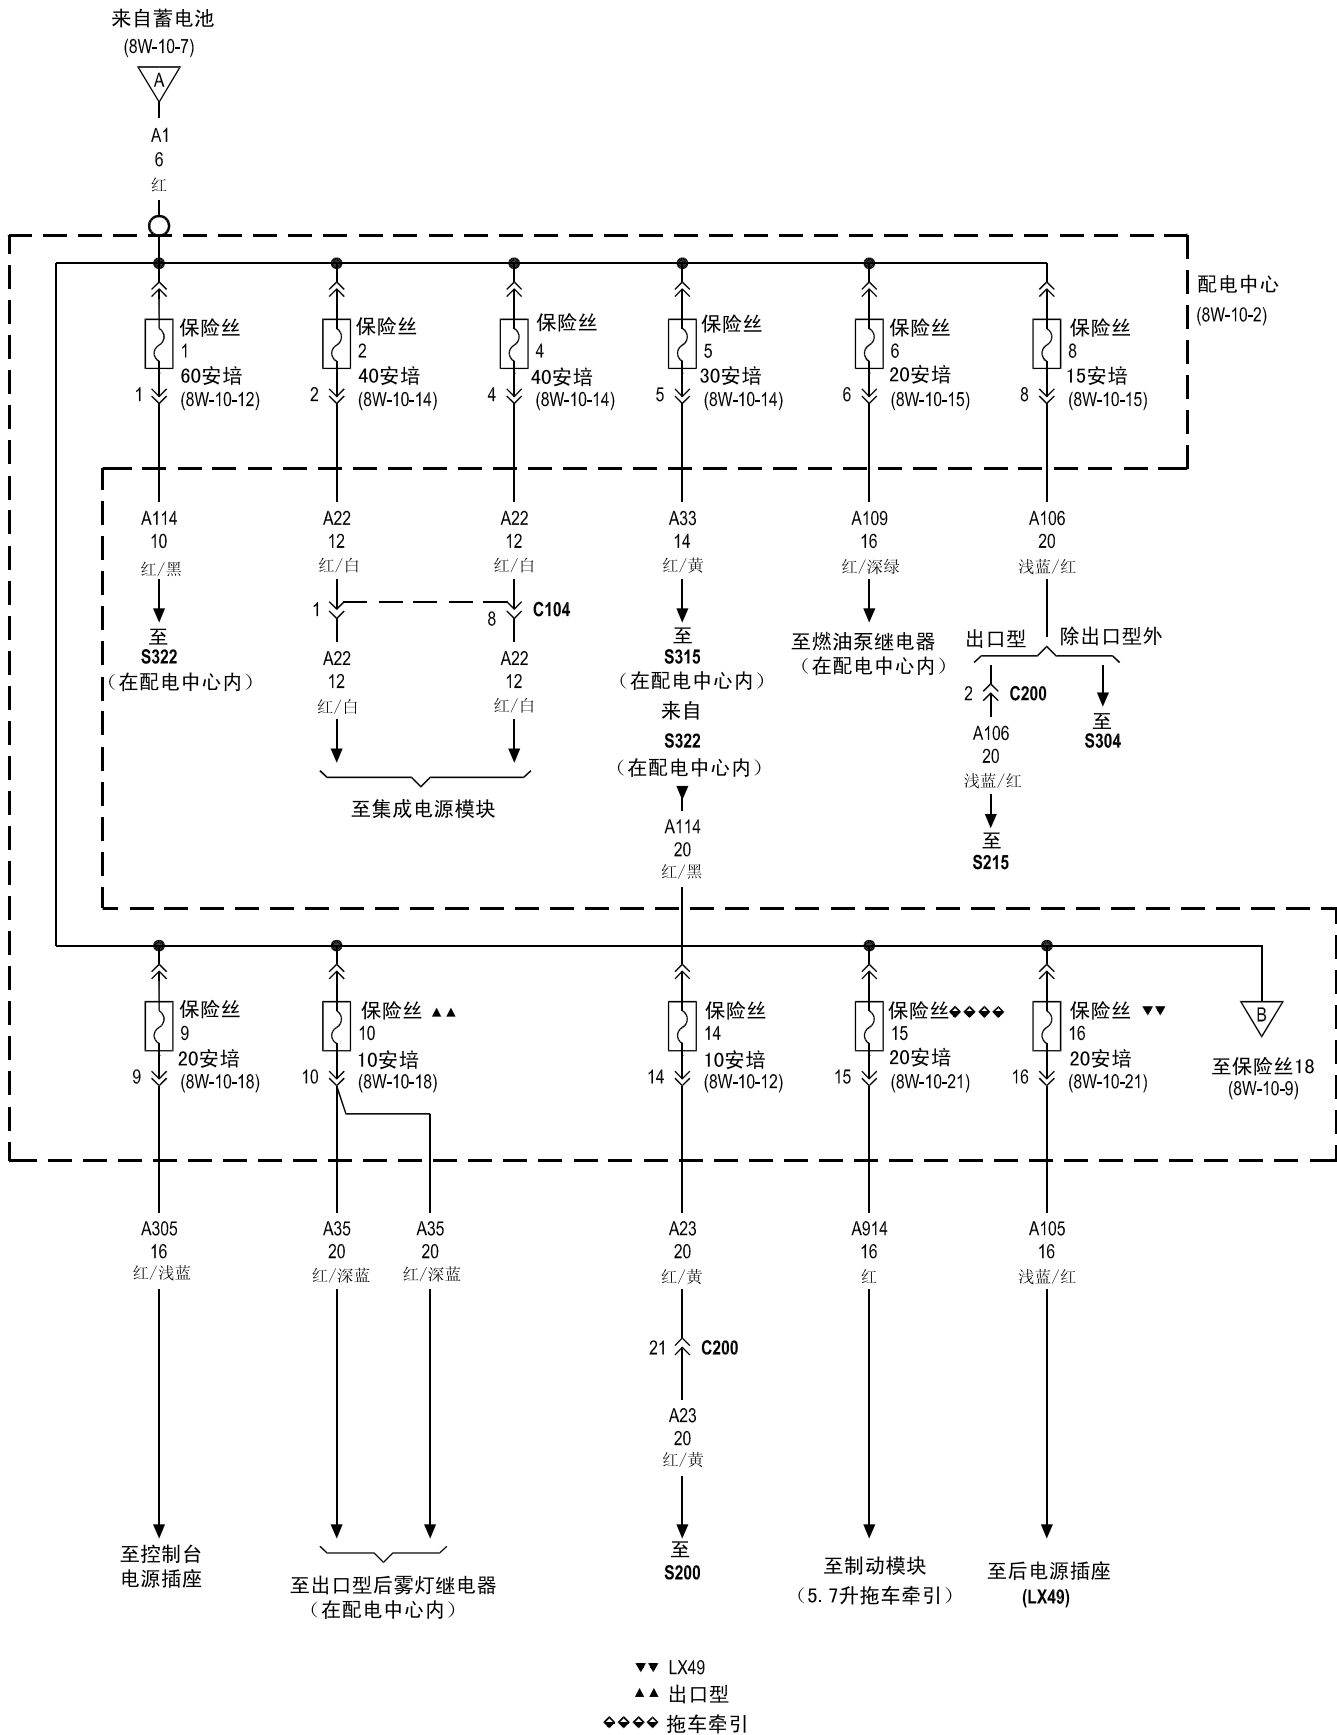 来自蓄电池
(8W-10-7)
A
A1
6
红
配电中心
(8W-10-2)
保险丝
1
60安培
(8W-10-12)
1
保险丝
2
40安培
(8W-10-14)
2
保险丝
4
40安培
(8W-10-14)
4
保险丝
5
30安培
(8W-10-14)
5
保险丝
6
20安培
(8W-10-15)
6
保险丝
8
15安培
(8W-10-15)
8
A114
10
红/黑
至
S322
(在配电中心内)
A22
12
红/白
1
A22
12
红/白
A22
12
红/白
8
C104
A22
12
红/白
至集成电源模块
A33
14
红/黄
至
S315
(在配电中心内)
来自
S322
(在配电中心内)
A114
20
红/黑
A109
16
红/深绿
至燃油泵继电器
(在配电中心内)
A106
20
浅蓝/红
出口型
除出口型外
2
C200
A106
20
浅蓝/红
至
S215
至
S304
保险丝
9
20安培
(8W-10-18)
9
保险丝 ▲▲
10
10安培
(8W-10-18)
10
保险丝
14
10安培
(8W-10-12)
14
保险丝◆◆◆◆
15
20安培
(8W-10-21)
15
保险丝 ▼▼
16
20安培
(8W-10-21)
16
B
至保险丝18
(8W-10-9)
A305
16
红/浅蓝
至控制台
电源插座
A35
20
红/深蓝
A35
20
红/深蓝
至出口型后雾灯继电器
(在配电中心内)
A23
20
红/黄
21
C200
A23
20
红/黄
至
S200
A914
16
红
至制动模块
(5.7升拖车牵引)
A105
16
浅蓝/红
至后电源插座
(LX49)
▼▼ LX49
▲▲ 出口型
◆◆◆◆ 拖车牵引